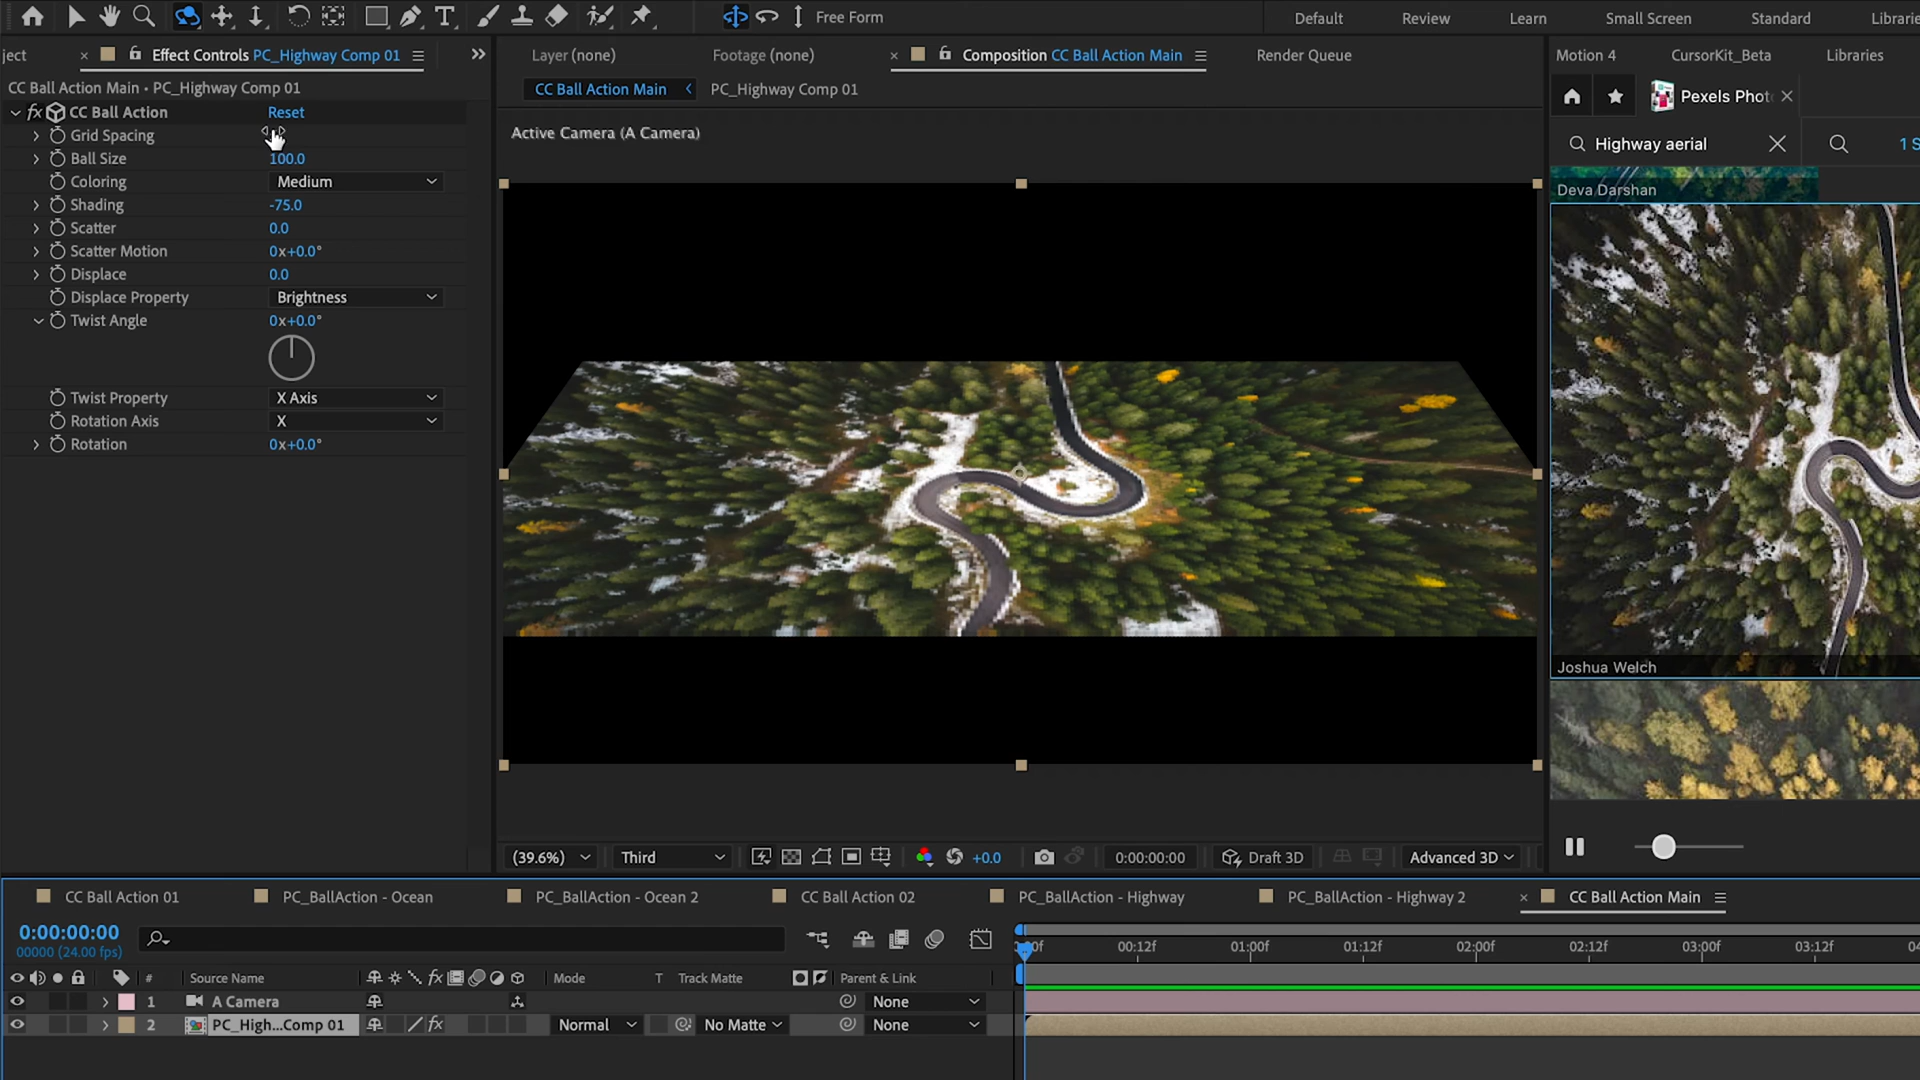 Free Form
Default Review Learn Small Screen Standard Librari
ject × Effect Controls PC_Highway Comp 01
Layer (none) Footage (none) × Composition CC Ball Action Main Render Queue
Motion 4 CursorKit_Beta Libraries
CC Ball Action Main • PC_Highway Comp 01
CC Ball Action Main PC_Highway Comp 01
Pexels Phot
fx CC Ball Action Reset
Grid Spacing
Active Camera (A Camera)
Highway aerial
1 S
Ball Size 100.0
Coloring Medium
Deva Darshan
Shading -75.0
Scatter 0.0
Scatter Motion 0x+0.0°
Displace 0.0
Displace Property Brightness
Twist Angle 0x+0.0°
Twist Property X Axis
Rotation Axis X
Rotation 0x+0.0°
Joshua Welch
(39.6%) Third +0.0 0:00:00:00 Draft 3D Advanced 3D
CC Ball Action 01 PC_BallAction - Ocean PC_BallAction - Ocean 2 CC Ball Action 02 PC_BallAction - Highway PC_BallAction - Highway 2 × CC Ball Action Main
0:00:00:00
00000 (24.00 fps)
00:12f 01:00f 01:12f 02:00f 02:12f 03:00f 03:12f
# Source Name fx Mode T Track Matte Parent & Link
1 A Camera None
2 PC_High...Comp 01 fx Normal No Matte None